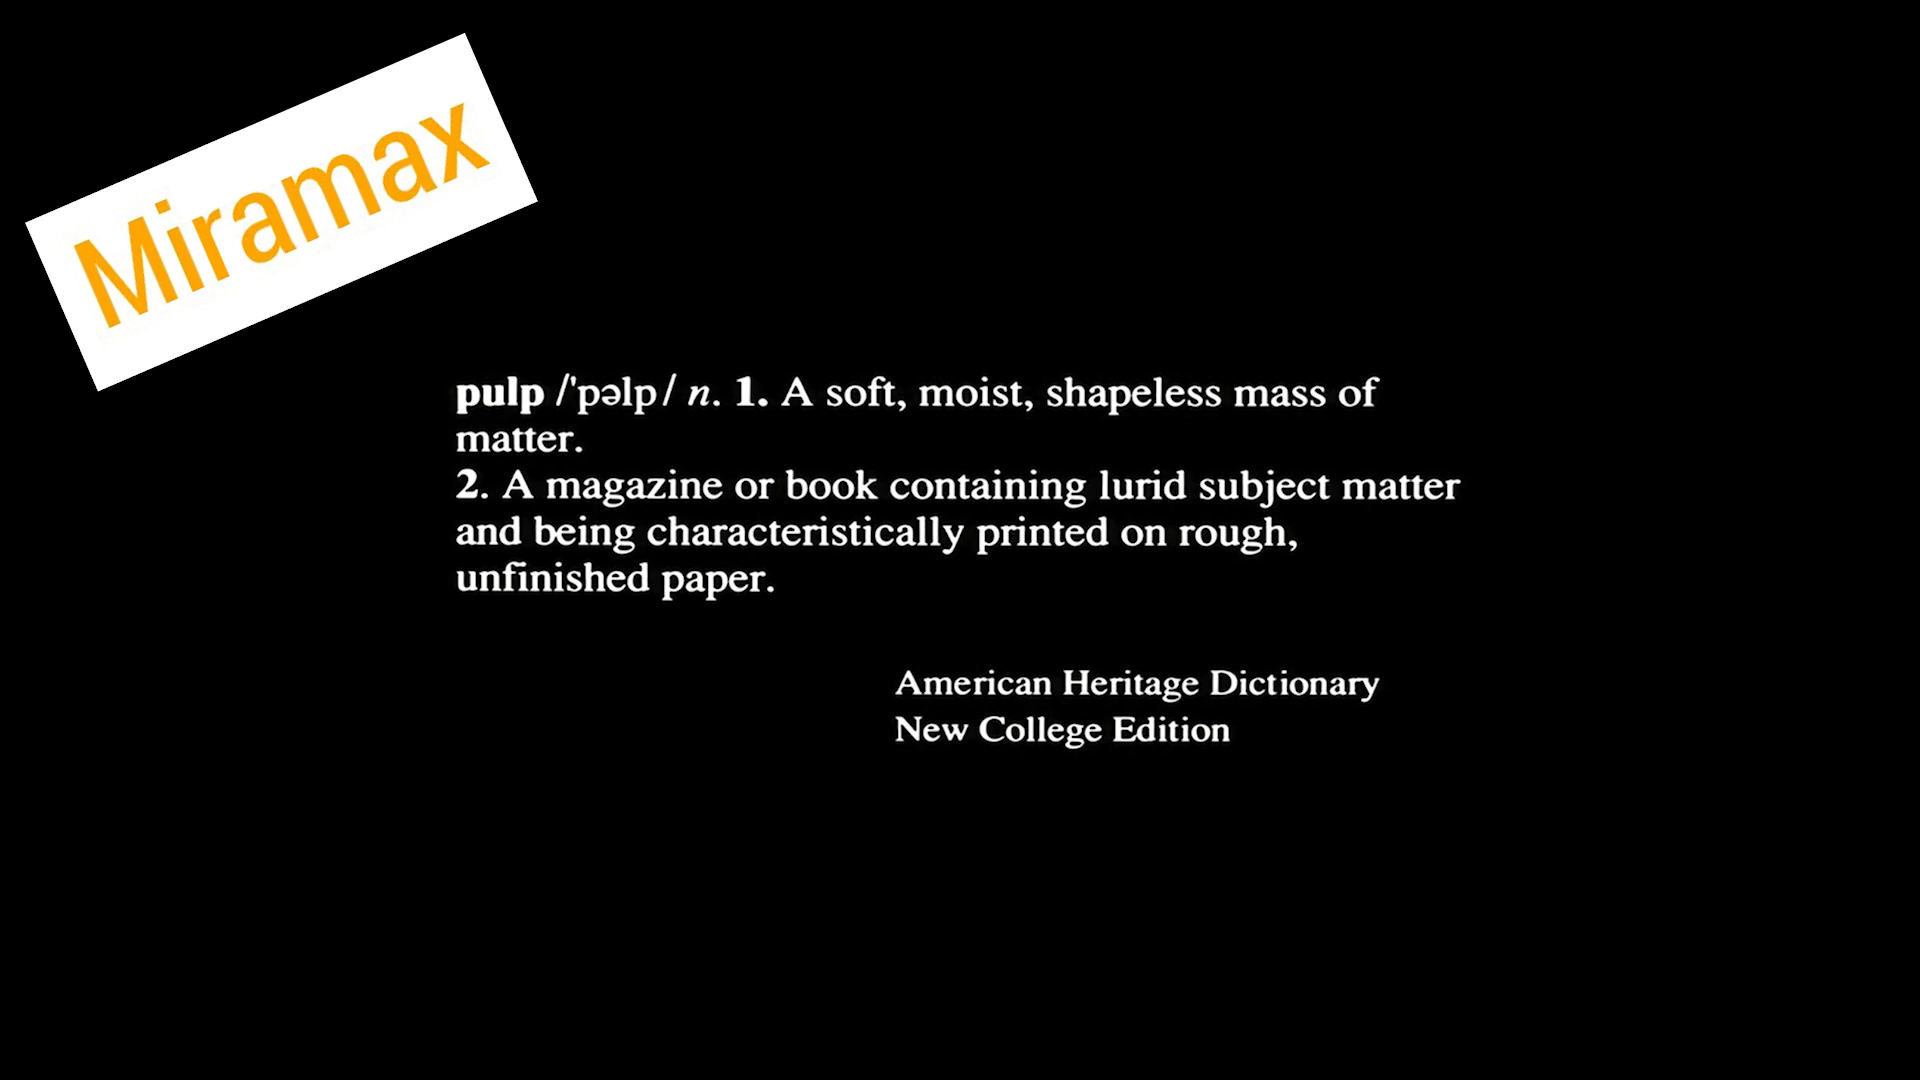 Miramax
pulp /'pəlp/ n. 1. A soft, moist, shapeless mass of
matter.
2. A magazine or book containing lurid subject matter
and being characteristically printed on rough,
unfinished paper.
American Heritage Dictionary
New College Edition